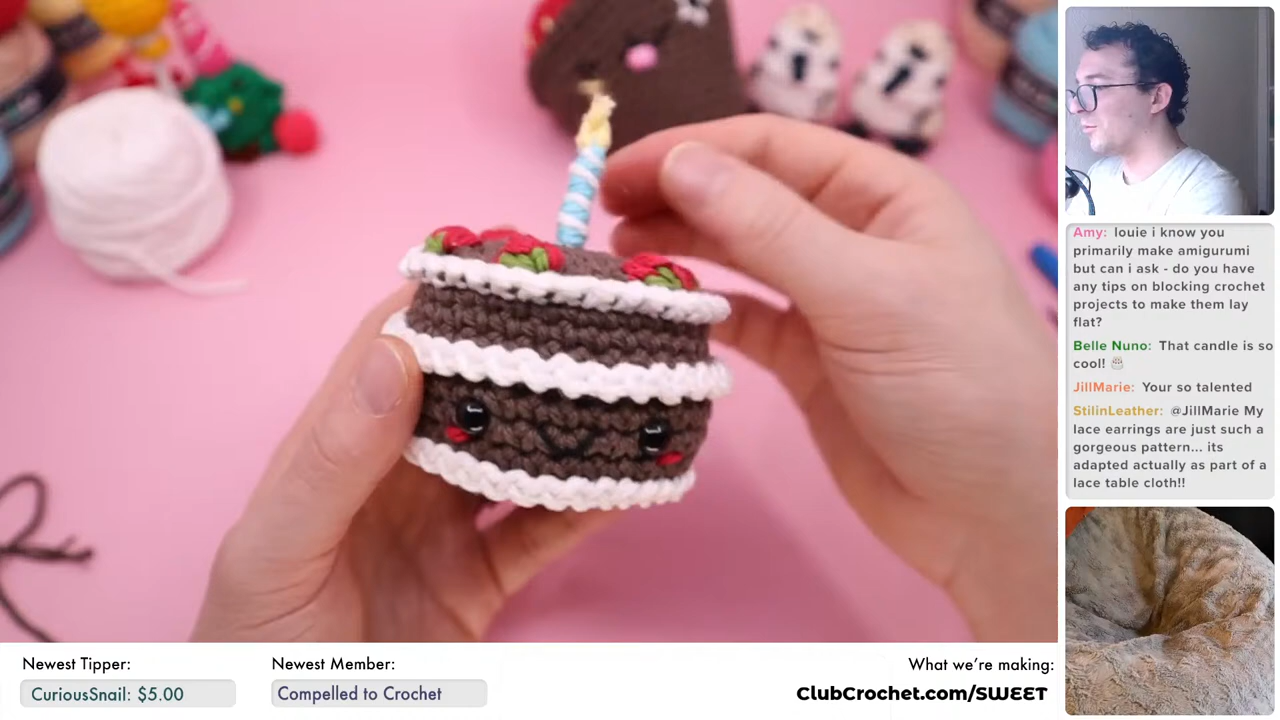 Amy: louie i know you
primarily make amigurumi
but can i ask - do you have
any tips on blocking crochet
projects to make them lay
flat?
Belle Nuno: That candle is so
cool! 🎂
JillMarie: Your so talented
StilinLeather: @JillMarie My
lace earrings are just such a
gorgeous pattern... its
adapted actually as part of a
lace table cloth!!
Newest Tipper:
CuriousSnail: $5.00
Newest Member:
Compelled to Crochet
What we're making:
ClubCrochet.com/SWEET